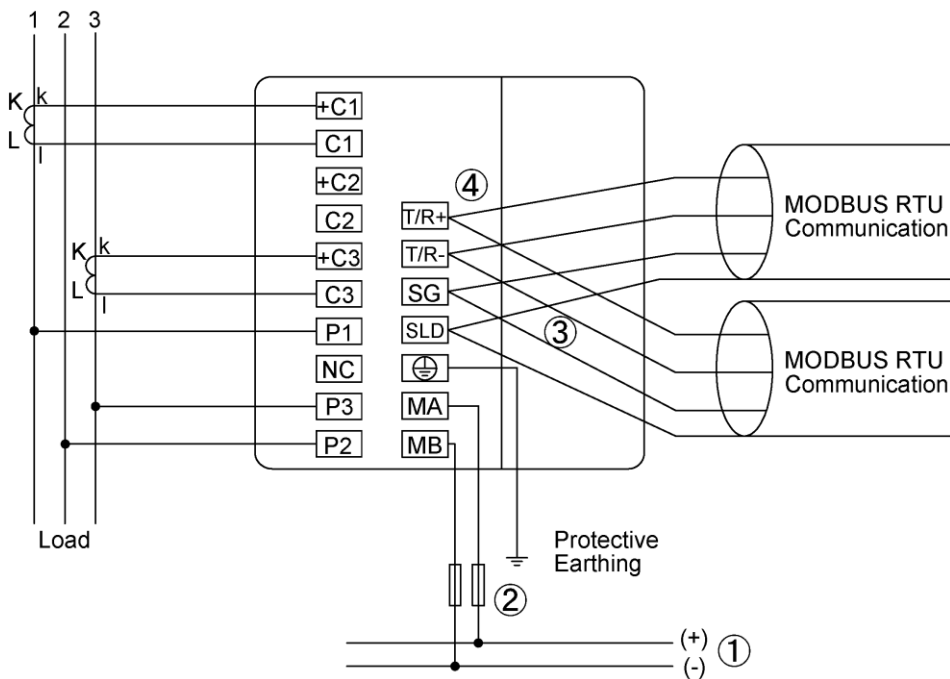 1 2 3
K k
L l
K k
L l
+C1
C1
+C2
C2
+C3
C3
P1
NC
P3
P2
④
T/R+
T/R-
SG
③
SLD
MA
MB
MODBUS RTU
Communication
MODBUS RTU
Communication
Load
Protective
Earthing
②
(+)
(-)
①